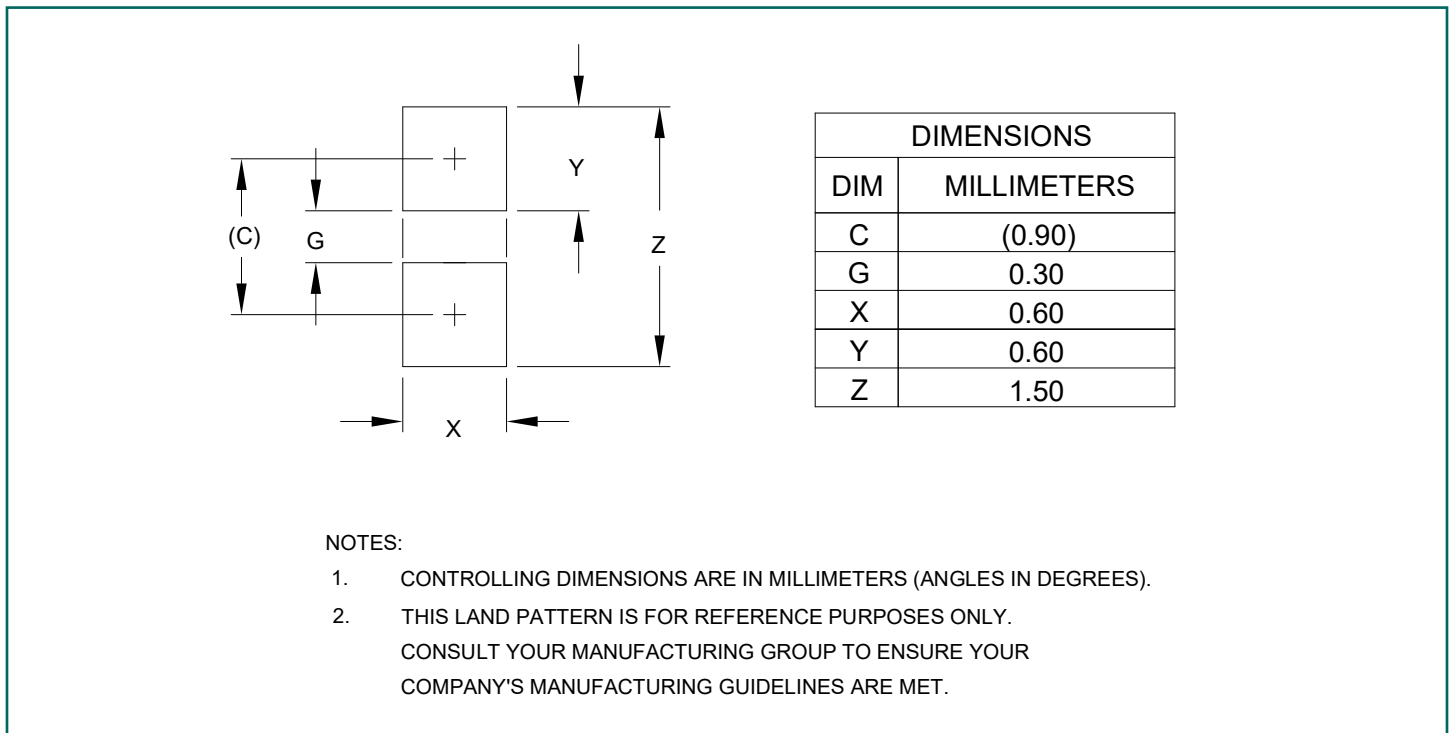 Y
(C)
G
Z
X
DIMENSIONS
DIM MILLIMETERS
C (0.90)
G 0.30
X 0.60
Y 0.60
Z 1.50
NOTES:
1. CONTROLLING DIMENSIONS ARE IN MILLIMETERS (ANGLES IN DEGREES).
2. THIS LAND PATTERN IS FOR REFERENCE PURPOSES ONLY.
CONSULT YOUR MANUFACTURING GROUP TO ENSURE YOUR
COMPANY'S MANUFACTURING GUIDELINES ARE MET.